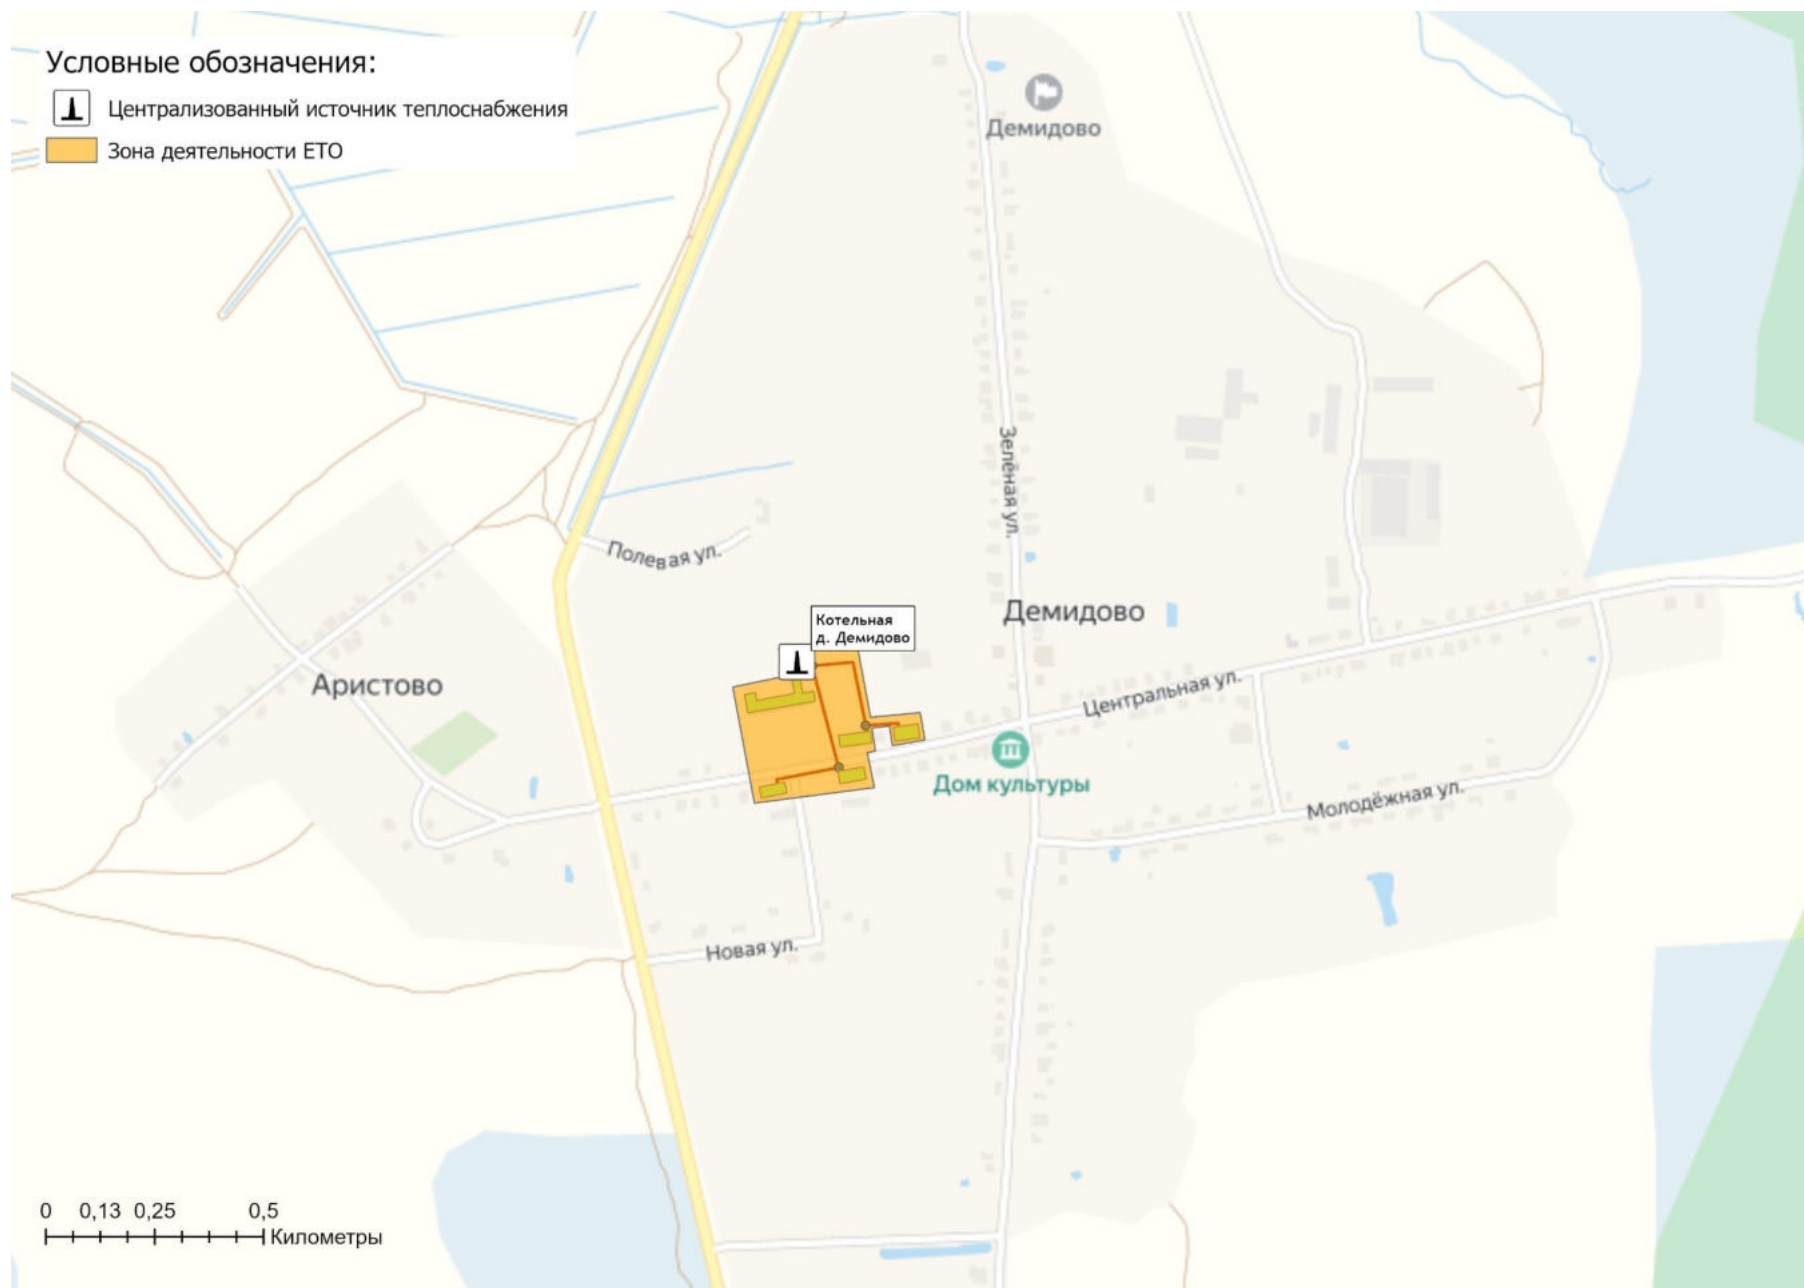 Условные обозначения:
Централизованный источник теплоснабжения
Зона деятельности ЕТО
Демидово
Зелёная ул.
Полевая ул.
Котельная
д. Демидово
Демидово
Аристово
Центральная ул.
Дом культуры
Молодёжная ул.
Новая ул.
0 0,13 0,25 0,5
Километры